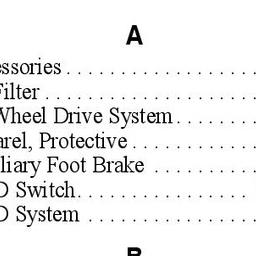 A
essories . . . . . . . . . . . . . . . . .
Filter . . . . . . . . . . . . . . . . . . .
Wheel Drive System . . . . . . .
arel, Protective . . . . . . . . . . .
liary Foot Brake . . . . . . . . .
D Switch. . . . . . . . . . . . . . .
D System . . . . . . . . . . . . . .
B